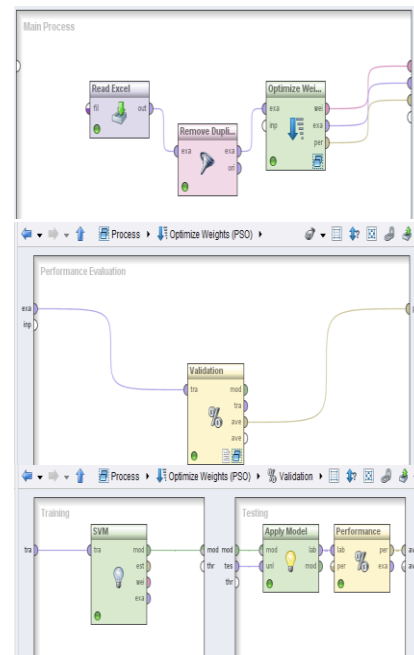 Main Process
Read Excel
fil
out
Remove Dupli...
exa
exa
ori
Optimize Wei...
exa
inp
wei
exa
per
Process ▸ Optimize Weights (PSO) ▸
Performance Evaluation
exa
inp
Validation
tra
mod
tra
ave
ave
Process ▸ Optimize Weights (PSO) ▸ Validation ▸
Training
tra
SVM
tra
mod
est
wei
exa
mod
thr
Testing
mod
tes
thr
Apply Model
mod
unl
lab
mod
Performance
lab
per
per
exa